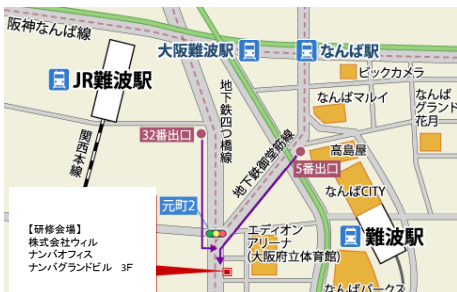 阪神なんば線
大阪難波駅
なんば駅
JR難波駅
ビックカメラ
なんばマルイ
なんば
グランド
花月
地下鉄四つ橋線
関西本線
32番出口
地下鉄御堂筋線
高島屋
5番出口
なんばCITY
元町2
難波駅
エディオン
アリーナ
(大阪府立体育館)
なんばパークス
【研修会場】
株式会社ウィル
ナンバオフィス
ナンバグランドビル 3F